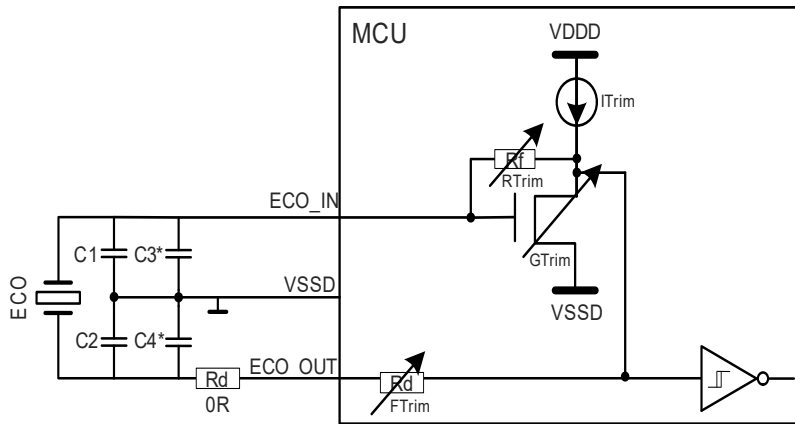 MCU
VDDD
ITrim
Rf
RTrim
ECO_IN
C1
C3*
GTrim
VSSD
VSSD
ECO
C2
C4*
ECO_OUT
Rd
0R
Rd
FTrim